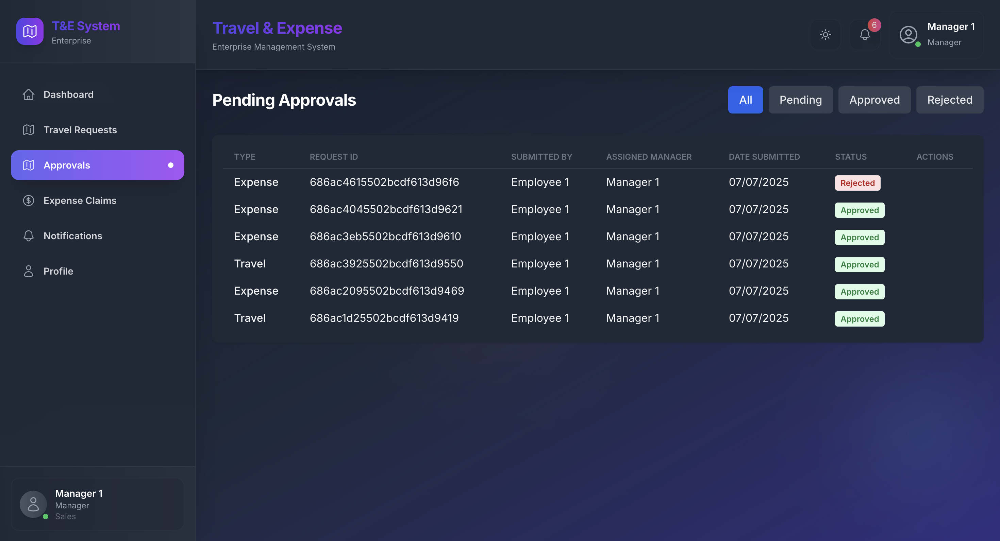 T&E System
Enterprise
Dashboard
Travel Requests
Approvals
Expense Claims
Notifications
Profile
Manager 1
Manager
Sales
Travel & Expense
Enterprise Management System
6
Manager 1
Manager
Pending Approvals
All Pending Approved Rejected
TYPE REQUEST ID SUBMITTED BY ASSIGNED MANAGER DATE SUBMITTED STATUS ACTIONS
Expense 686ac4615502bcdf613d96f6 Employee 1 Manager 1 07/07/2025 Rejected
Expense 686ac4045502bcdf613d9621 Employee 1 Manager 1 07/07/2025 Approved
Expense 686ac3eb5502bcdf613d9610 Employee 1 Manager 1 07/07/2025 Approved
Travel 686ac3925502bcdf613d9550 Employee 1 Manager 1 07/07/2025 Approved
Expense 686ac2095502bcdf613d9469 Employee 1 Manager 1 07/07/2025 Approved
Travel 686ac1d25502bcdf613d9419 Employee 1 Manager 1 07/07/2025 Approved